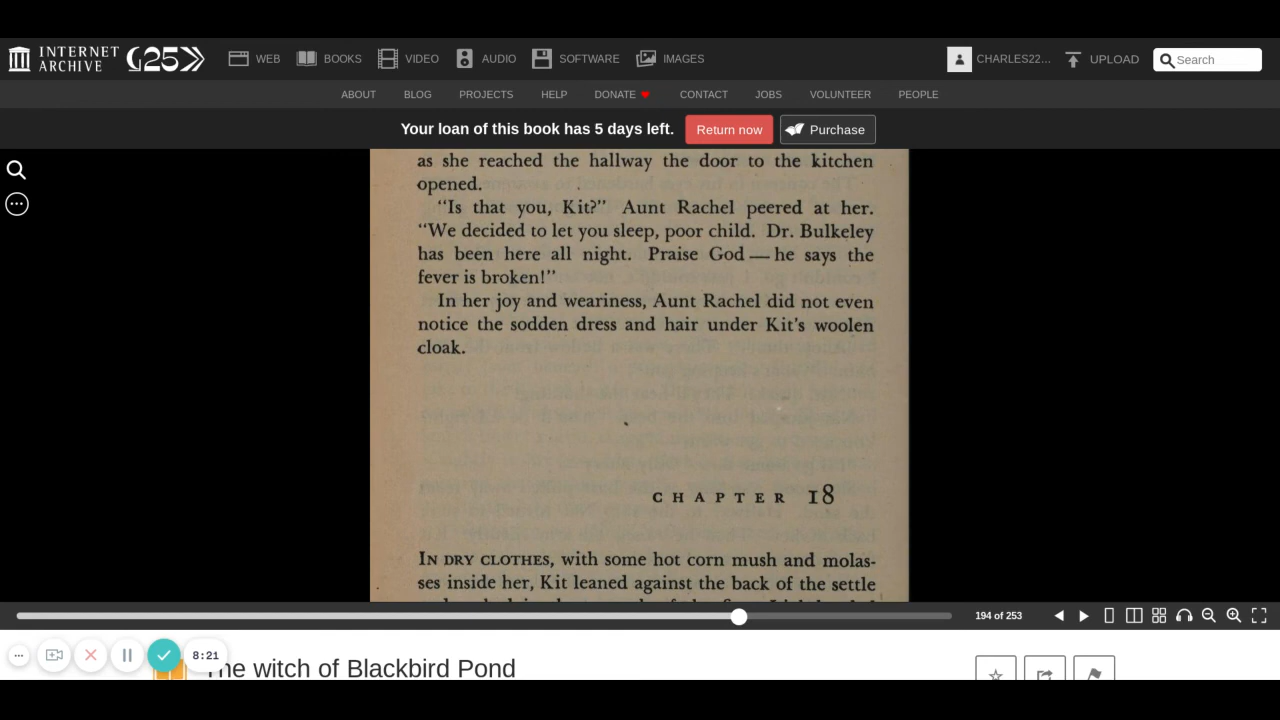 INTERNET ARCHIVE 25 WEB BOOKS VIDEO AUDIO SOFTWARE IMAGES CHARLES22... UPLOAD Search
ABOUT BLOG PROJECTS HELP DONATE CONTACT JOBS VOLUNTEER PEOPLE
Your loan of this book has 5 days left. Return now Purchase
as she reached the hallway the door to the kitchen
opened.
“Is that you, Kit?” Aunt Rachel peered at her.
“We decided to let you sleep, poor child. Dr. Bulkeley
has been here all night. Praise God — he says the
fever is broken!”
In her joy and weariness, Aunt Rachel did not even
notice the sodden dress and hair under Kit's woolen
cloak.
CHAPTER 18
IN DRY CLOTHES, with some hot corn mush and molas-
ses inside her, Kit leaned against the back of the settle
194 of 253
8:21
The witch of Blackbird Pond